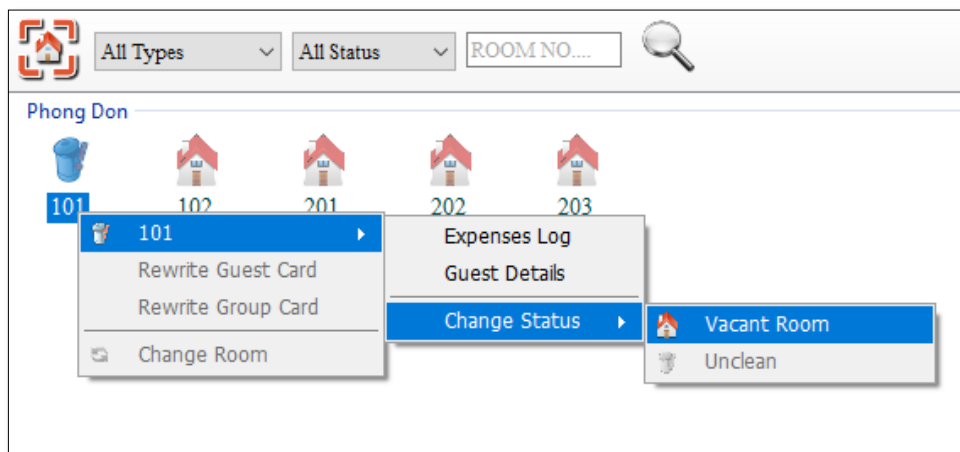 All Types All Status ROOM NO....
Phong Don
101 102 201 202 203
101 Expenses Log
Rewrite Guest Card Guest Details
Rewrite Group Card Change Status Vacant Room
Change Room Unclean